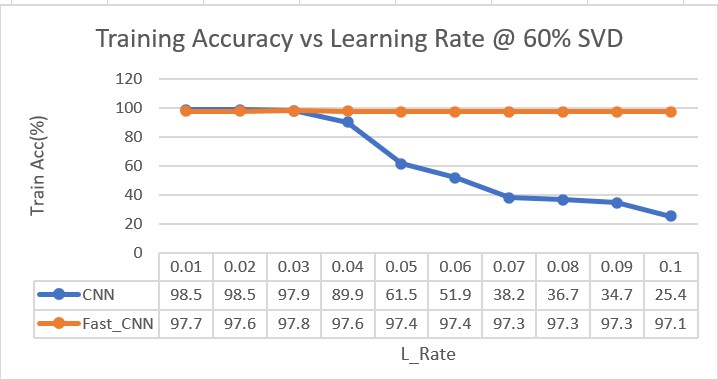 Training Accuracy vs Learning Rate @ 60% SVD
Train Acc(%)
120
100
80
60
40
20
0
0.01 0.02 0.03 0.04 0.05 0.06 0.07 0.08 0.09 0.1
CNN 98.5 98.5 97.9 89.9 61.5 51.9 38.2 36.7 34.7 25.4
Fast_CNN 97.7 97.6 97.8 97.6 97.4 97.4 97.3 97.3 97.3 97.1
L_Rate